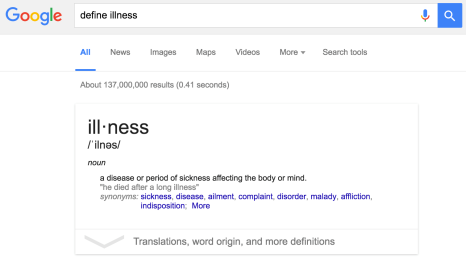 Google define illness
All News Images Maps Videos More Search tools
About 137,000,000 results (0.41 seconds)
ill·ness
/ˈilnəs/
noun
a disease or period of sickness affecting the body or mind.
"he died after a long illness"
synonyms: sickness, disease, ailment, complaint, disorder, malady, affliction,
indisposition; More
Translations, word origin, and more definitions